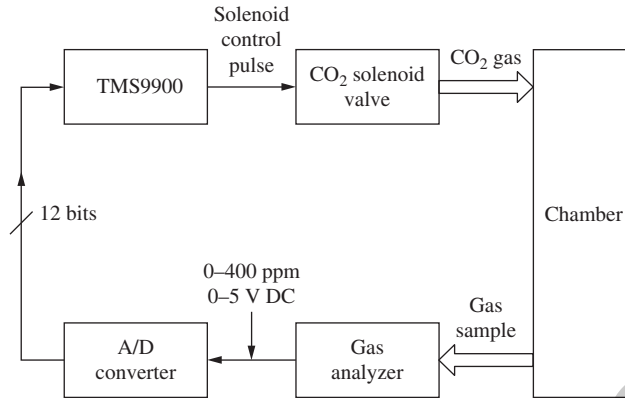 Solenoid
control
pulse
TMS9900
CO₂ solenoid
valve
CO₂ gas
Chamber
12 bits
0–400 ppm
0–5 V DC
Gas
sample
A/D
converter
Gas
analyzer